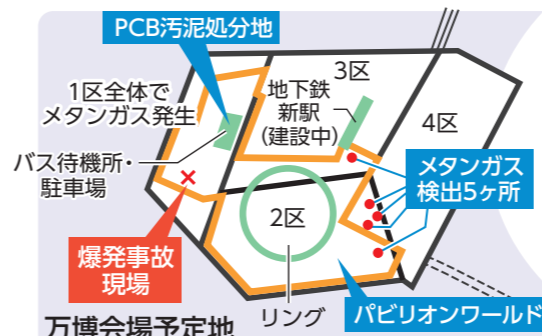 PCB汚泥処分地
1区全体で
メタンガス発生
3区
地下鉄
新駅
(建設中)
4区
バス待機所・
駐車場
メタンガス
検出5ヶ所
2区
爆発事故
現場
リング
パビリオンワールド
万博会場予定地